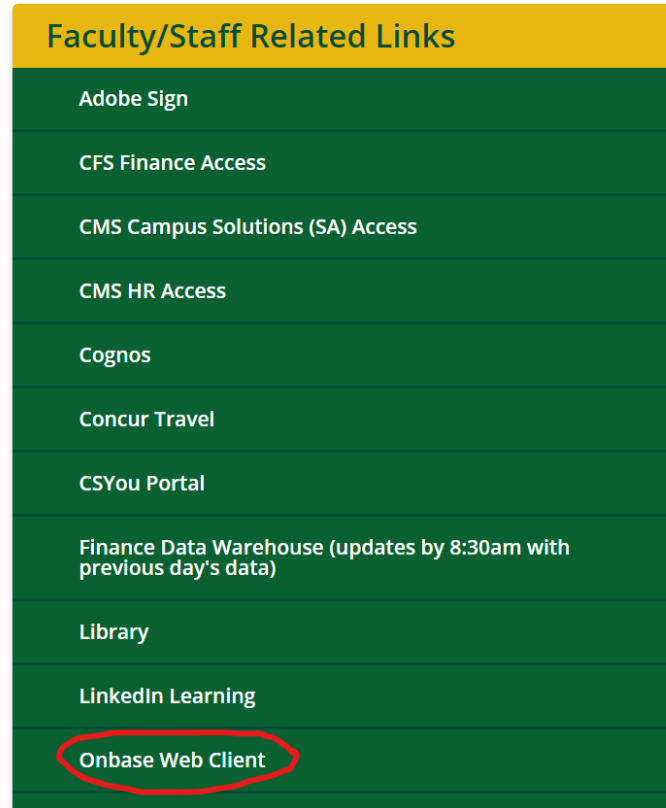 Faculty/Staff Related Links
Adobe Sign
CFS Finance Access
CMS Campus Solutions (SA) Access
CMS HR Access
Cognos
Concur Travel
CSYou Portal
Finance Data Warehouse (updates by 8:30am with
previous day's data)
Library
LinkedIn Learning
Onbase Web Client